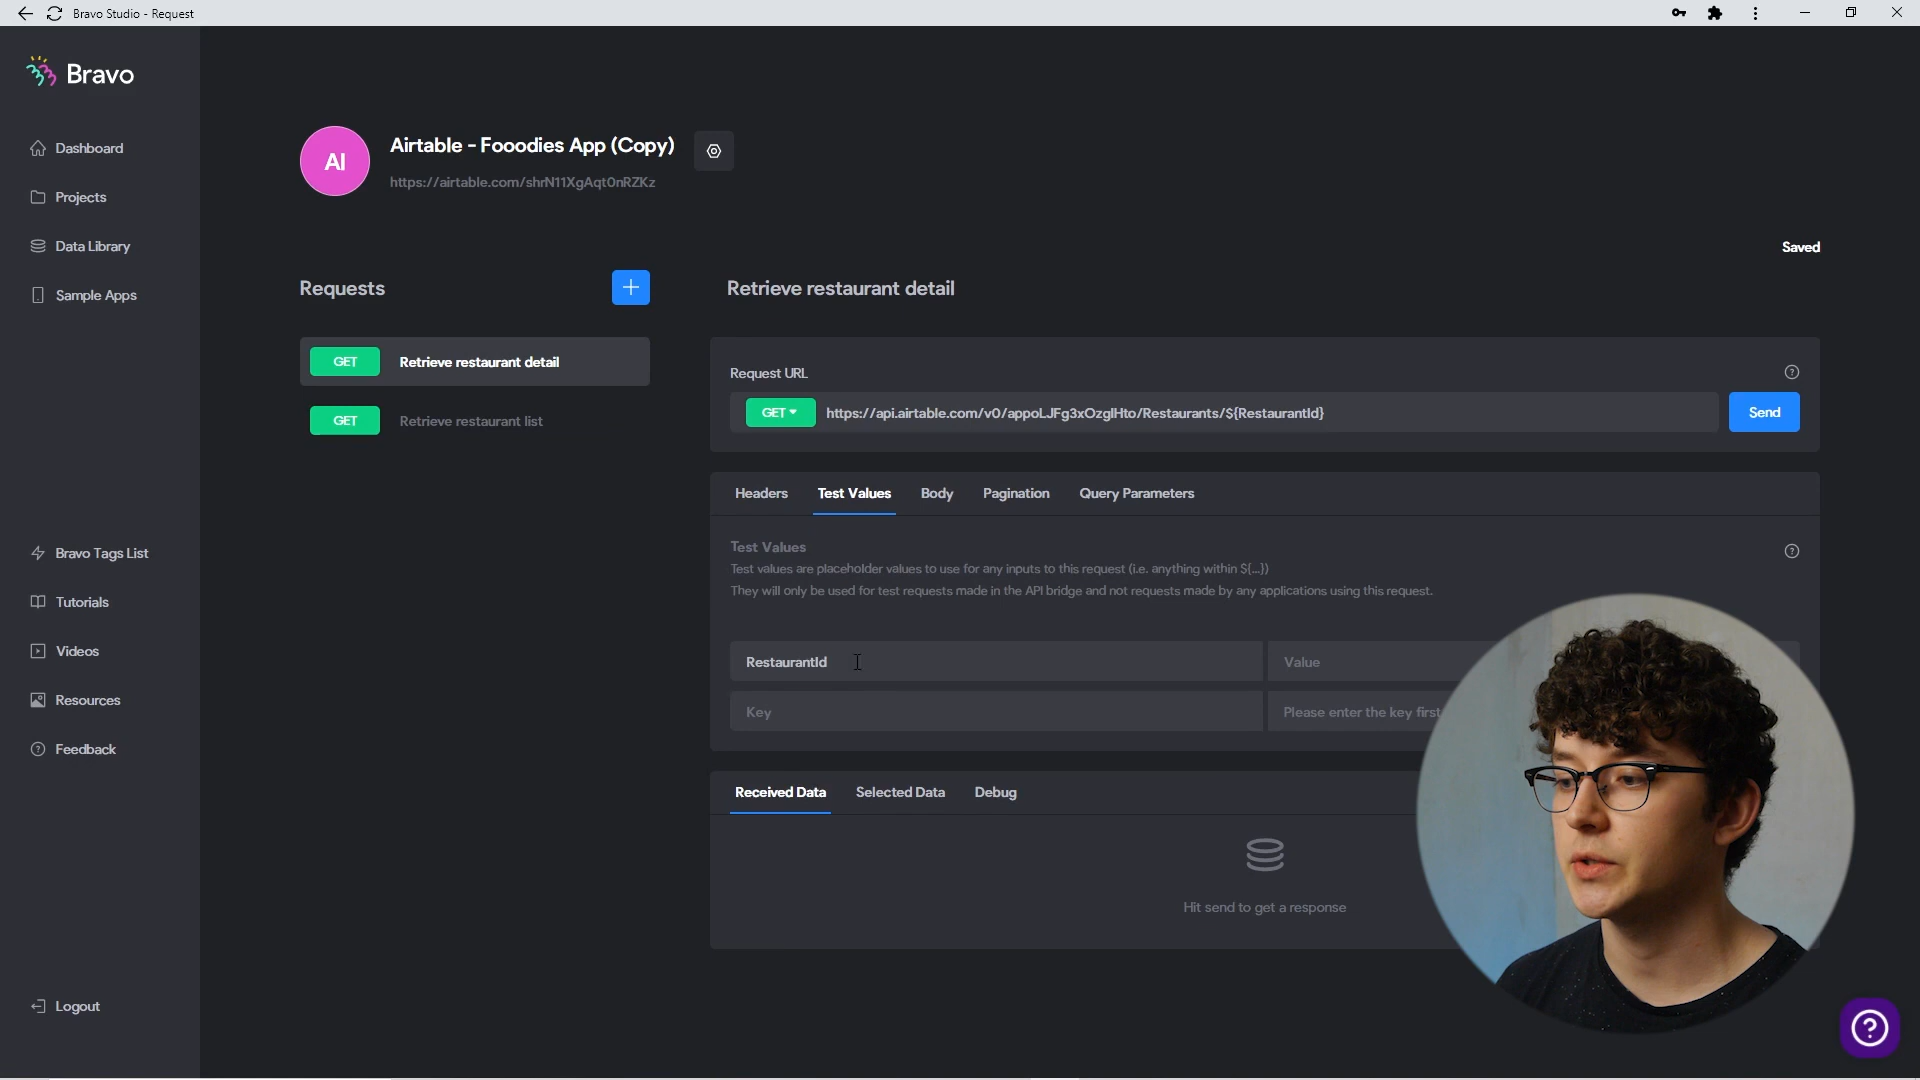 Bravo Studio - Request
Bravo
Dashboard
Projects
Data Library
Sample Apps
Bravo Tags List
Tutorials
Videos
Resources
Feedback
Logout
AI
Airtable - Fooodies App (Copy)
https://airtable.com/shrN11XgAqt0nRZKz
Saved
Requests
+
GET Retrieve restaurant detail
GET Retrieve restaurant list
Retrieve restaurant detail
Request URL
GET https://api.airtable.com/v0/appoLJFg3xOzglHto/Restaurants/${RestaurantId} Send
Headers Test Values Body Pagination Query Parameters
Test Values
Test values are placeholder values to use for any inputs to this request (i.e. anything within ${...})
They will only be used for test requests made in the API bridge and not requests made by any applications using this request.
RestaurantId Value
Key Please enter the key first
Received Data Selected Data Debug
Hit send to get a response